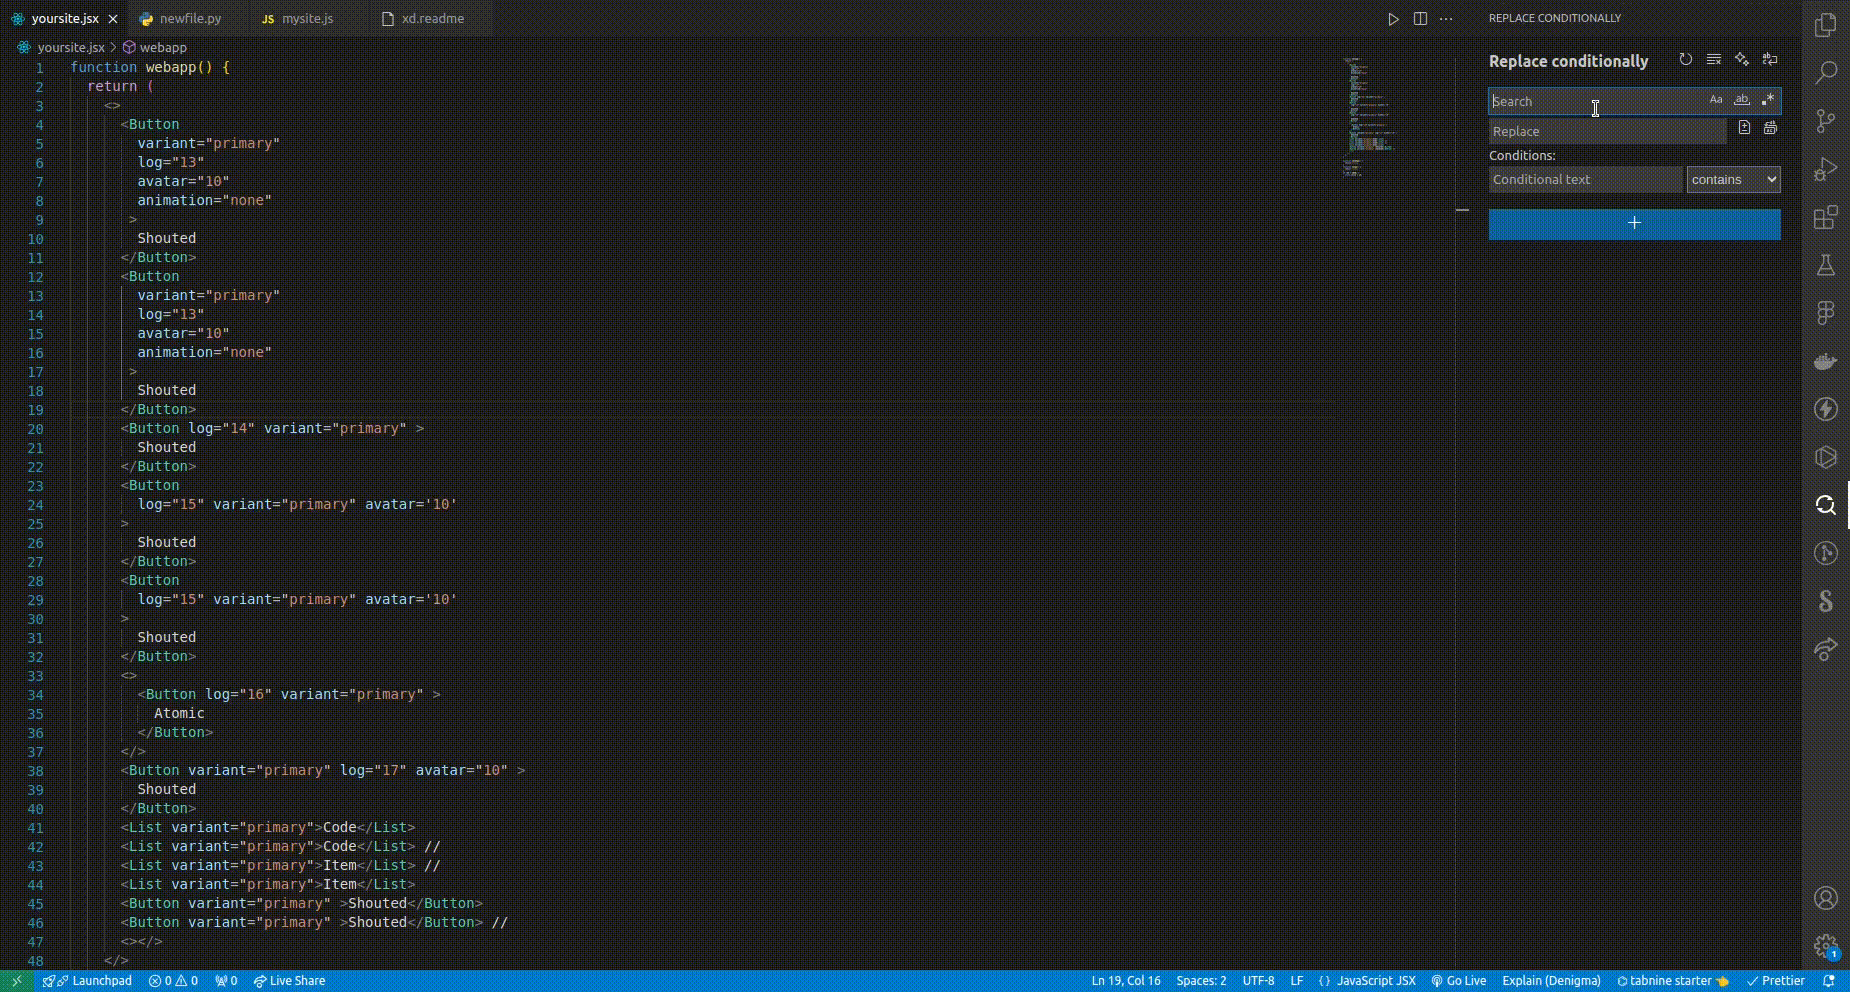 yoursite.jsx
newfile.py
JS mysite.js
xd.readme
yoursite.jsx > webapp
1 function webapp() {
2   return (
3     <>
4       <Button
5         variant="primary"
6         log="13"
7         avatar="10"
8         animation="none"
9        >
10         Shouted
11       </Button>
12       <Button
13         variant="primary"
14         log="13"
15         avatar="10"
16         animation="none"
17        >
18         Shouted
19       </Button>
20       <Button log="14" variant="primary" >
21         Shouted
22       </Button>
23       <Button
24         log="15" variant="primary" avatar='10'
25       >
26         Shouted
27       </Button>
28       <Button
29         log="15" variant="primary" avatar='10'
30       >
31         Shouted
32       </Button>
33       <>
34         <Button log="16" variant="primary" >
35           Atomic
36         </Button>
37       </>
38       <Button variant="primary" log="17" avatar="10" >
39         Shouted
40       </Button>
41       <List variant="primary">Code</List>
42       <List variant="primary">Code</List> //
43       <List variant="primary">Item</List> //
44       <List variant="primary">Item</List>
45       <Button variant="primary" >Shouted</Button>
46       <Button variant="primary" >Shouted</Button> //
47       <></>
48     </>
REPLACE CONDITIONALLY
Replace conditionally
Search
Aa ab .*
Replace
Conditions:
Conditional text
contains
+
1
Launchpad
0 0
0
Live Share
Ln 19, Col 16
Spaces: 2
UTF-8
LF
{ } JavaScript JSX
Go Live
Explain (Denigma)
tabnine starter
Prettier